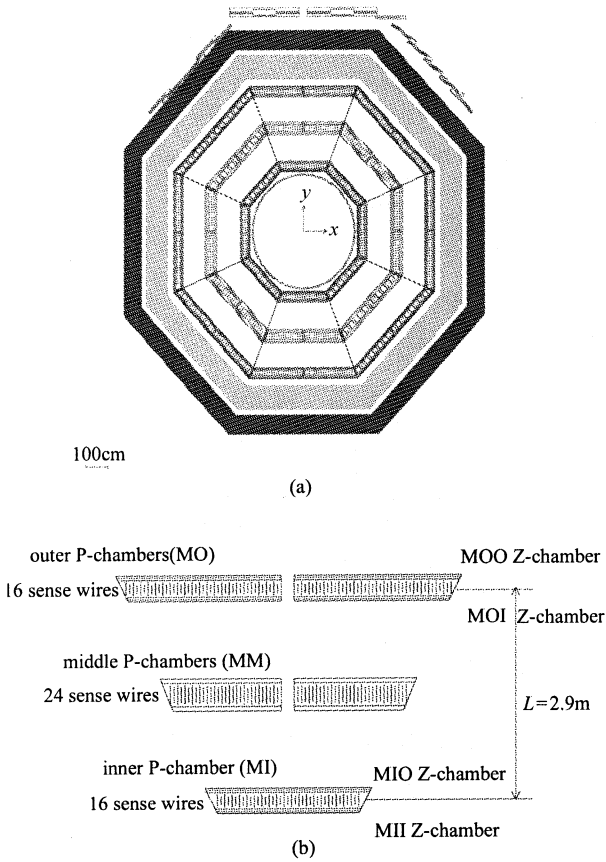 y
x
100cm
(a)
outer P-chambers(MO)
MOO Z-chamber
16 sense wires
MOI Z-chamber
middle P-chambers (MM)
24 sense wires
L=2.9m
inner P-chamber (MI)
MIO Z-chamber
16 sense wires
MII Z-chamber
(b)